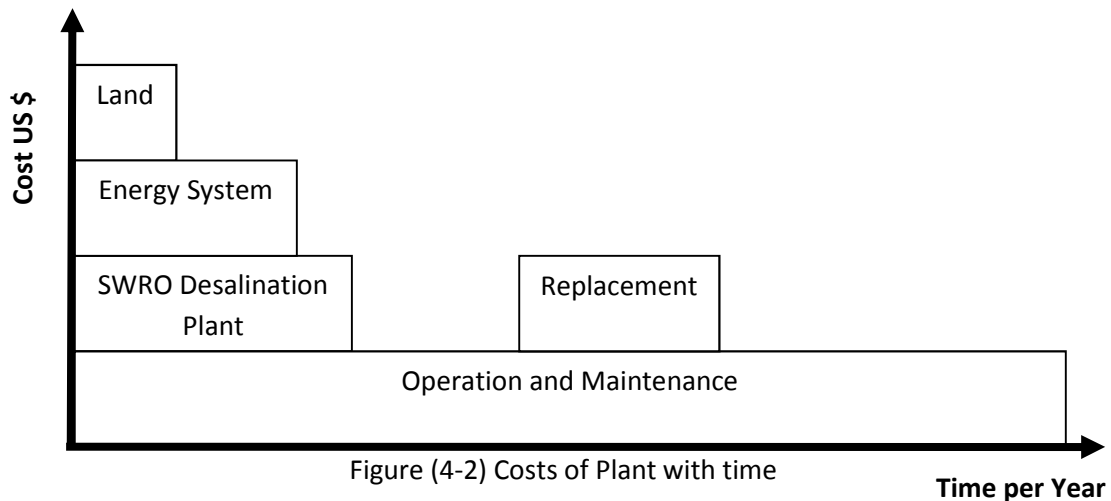 Cost US $
Land
Energy System
SWRO Desalination
Plant
Replacement
Operation and Maintenance
Figure (4-2) Costs of Plant with time
Time per Year